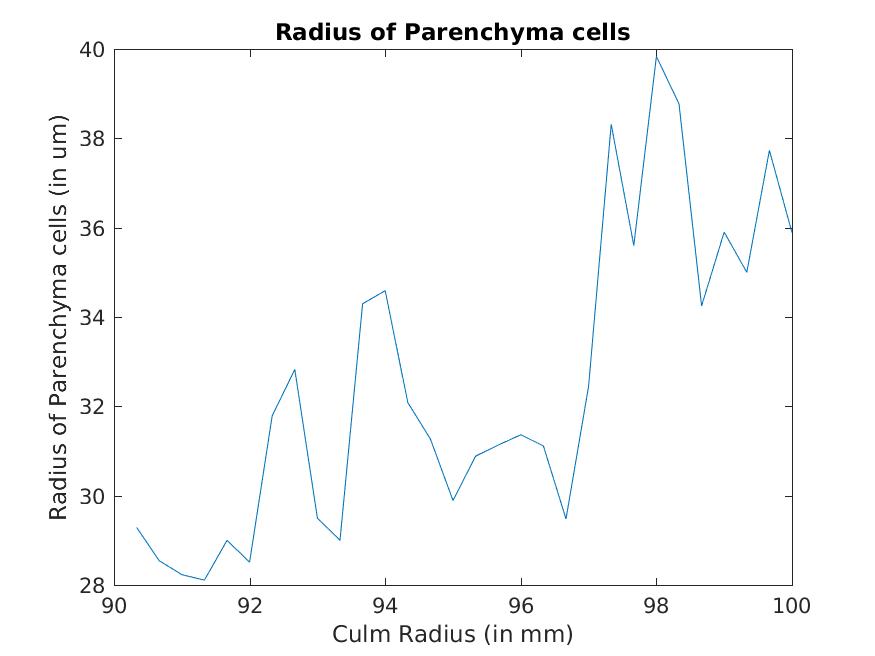 Radius of Parenchyma cells
Radius of Parenchyma cells (in um)
40
38
36
34
32
30
28
90 92 94 96 98 100
Culm Radius (in mm)